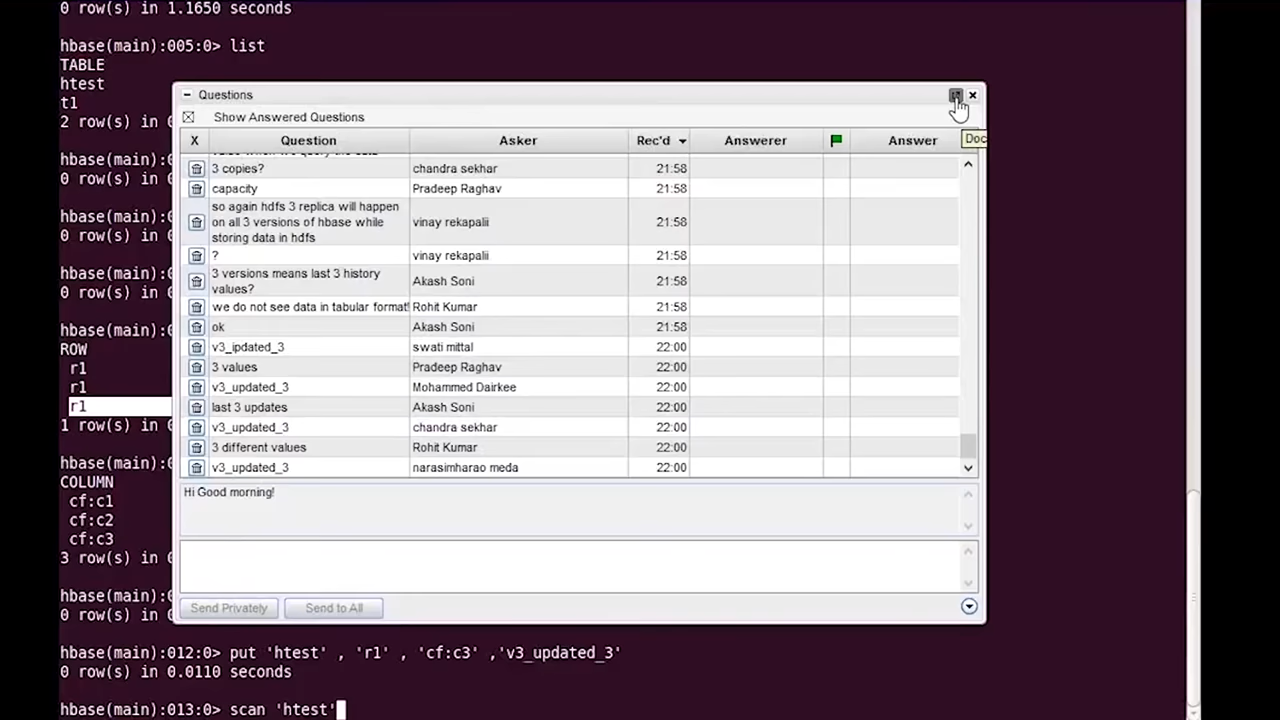 0 row(s) in 1.1650 seconds
hbase(main):005:0> list
TABLE
htest
t1
2 row(s) in 0
hbase(main):
0 row(s) in 0
hbase(main):
0 row(s) in 0
hbase(main):
0 row(s) in 0
hbase(main):
ROW
r1
r1
r1
1 row(s) in 0
hbase(main):
COLUMN
cf:c1
cf:c2
cf:c3
3 row(s) in 0
hbase(main):
0 row(s) in 0
hbase(main):012:0> put 'htest' , 'r1' , 'cf:c3' ,'v3_updated_3'
0 row(s) in 0.0110 seconds
hbase(main):013:0> scan 'htest'
Questions
Doc
Show Answered Questions
X Question Asker Rec'd Answerer Answer
3 copies? chandra sekhar 21:58
capacity Pradeep Raghav 21:58
so again hdfs 3 replica will happen
on all 3 versions of hbase while vinay rekapalii 21:58
storing data in hdfs
? vinay rekapalii 21:58
3 versions means last 3 history
values? Akash Soni 21:58
we do not see data in tabular format! Rohit Kumar 21:58
ok Akash Soni 21:58
v3_ipdated_3 swati mittal 22:00
3 values Pradeep Raghav 22:00
v3_updated_3 Mohammed Dairkee 22:00
last 3 updates Akash Soni 22:00
v3_updated_3 chandra sekhar 22:00
3 different values Rohit Kumar 22:00
v3_updated_3 narasimharao meda 22:00
Hi Good morning!
Send Privately Send to All